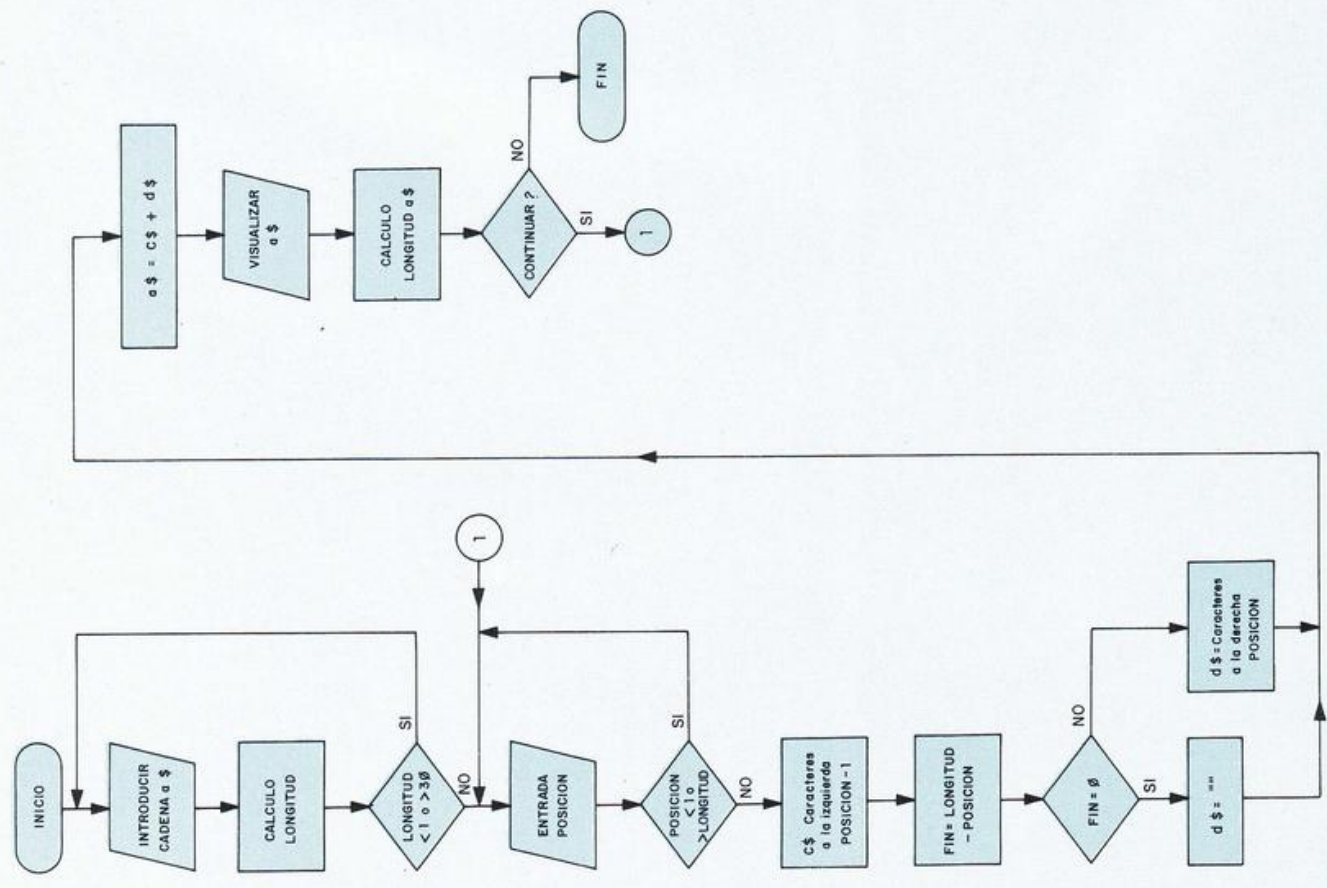 INICIO
INTRODUCIR
CADENA a $
CALCULO
LONGITUD
LONGITUD
< 1 o > 3Ø
SI
NO
1
ENTRADA
POSICION
POSICION
< 1 o
>LONGITUD
SI
NO
C$ Caracteres
a la izquierda
POSICION -1
FIN= LONGITUD
- POSICION
FIN = Ø
NO
SI
d $ = ""
d $ =Caracteres
a la derecha
POSICION
a $ = C $ + d $
VISUALIZAR
a $
CALCULO
LONGITUD a $
CONTINUAR ?
NO
SI
1
FIN